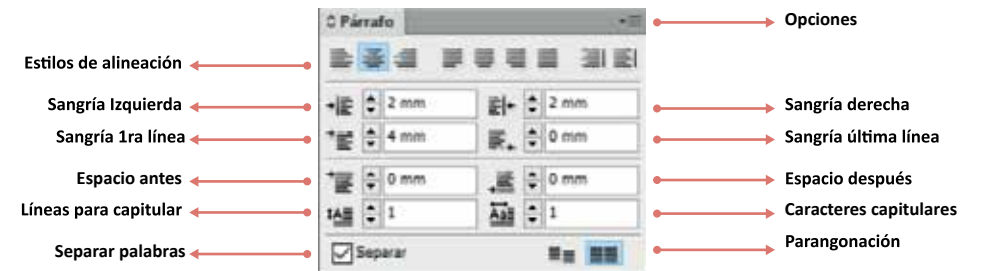 Párrafo
Opciones
Estilos de alineación
Sangría Izquierda
2 mm
2 mm
Sangría derecha
Sangría 1ra línea
4 mm
0 mm
Sangría última línea
Espacio antes
0 mm
0 mm
Espacio después
Líneas para capitular
1
1
Caracteres capitulares
Separar palabras
Separar
Parangonación